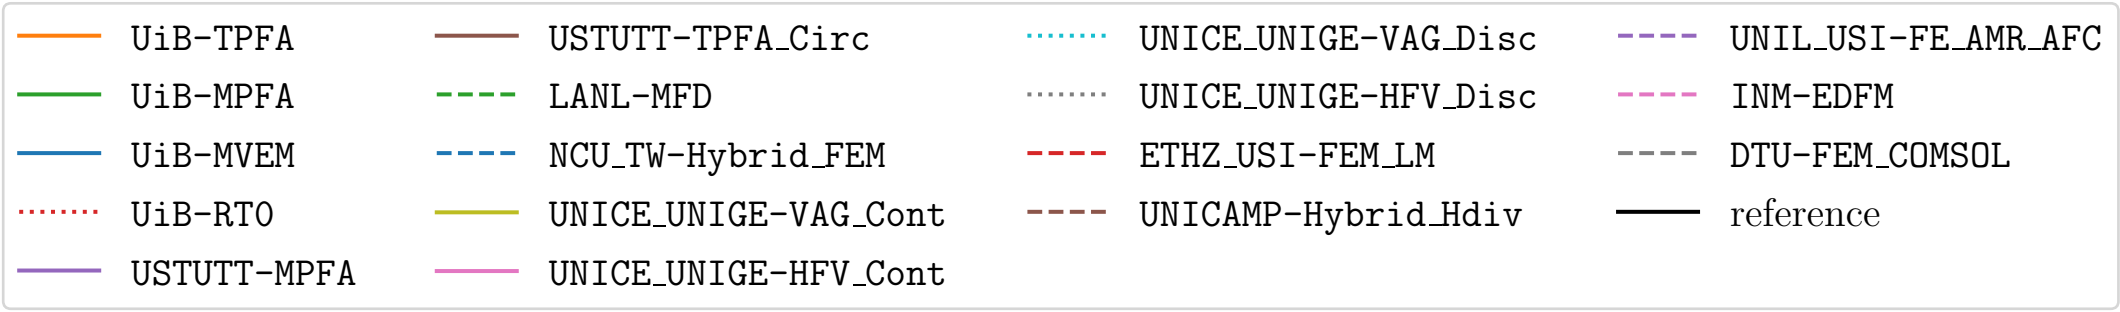 UiB-TPFA
UiB-MPFA
UiB-MVEM
UiB-RT0
USTUTT-MPFA
USTUTT-TPFA_Circ
LANL-MFD
NCU_TW-Hybrid_FEM
UNICE_UNIGE-VAG_Cont
UNICE_UNIGE-HFV_Cont
UNICE_UNIGE-VAG_Disc
UNICE_UNIGE-HFV_Disc
ETHZ_USI-FEM_LM
UNICAMP-Hybrid_Hdiv
UNIL_USI-FE_AMR_AFC
INM-EDFM
DTU-FEM_COMSOL
reference